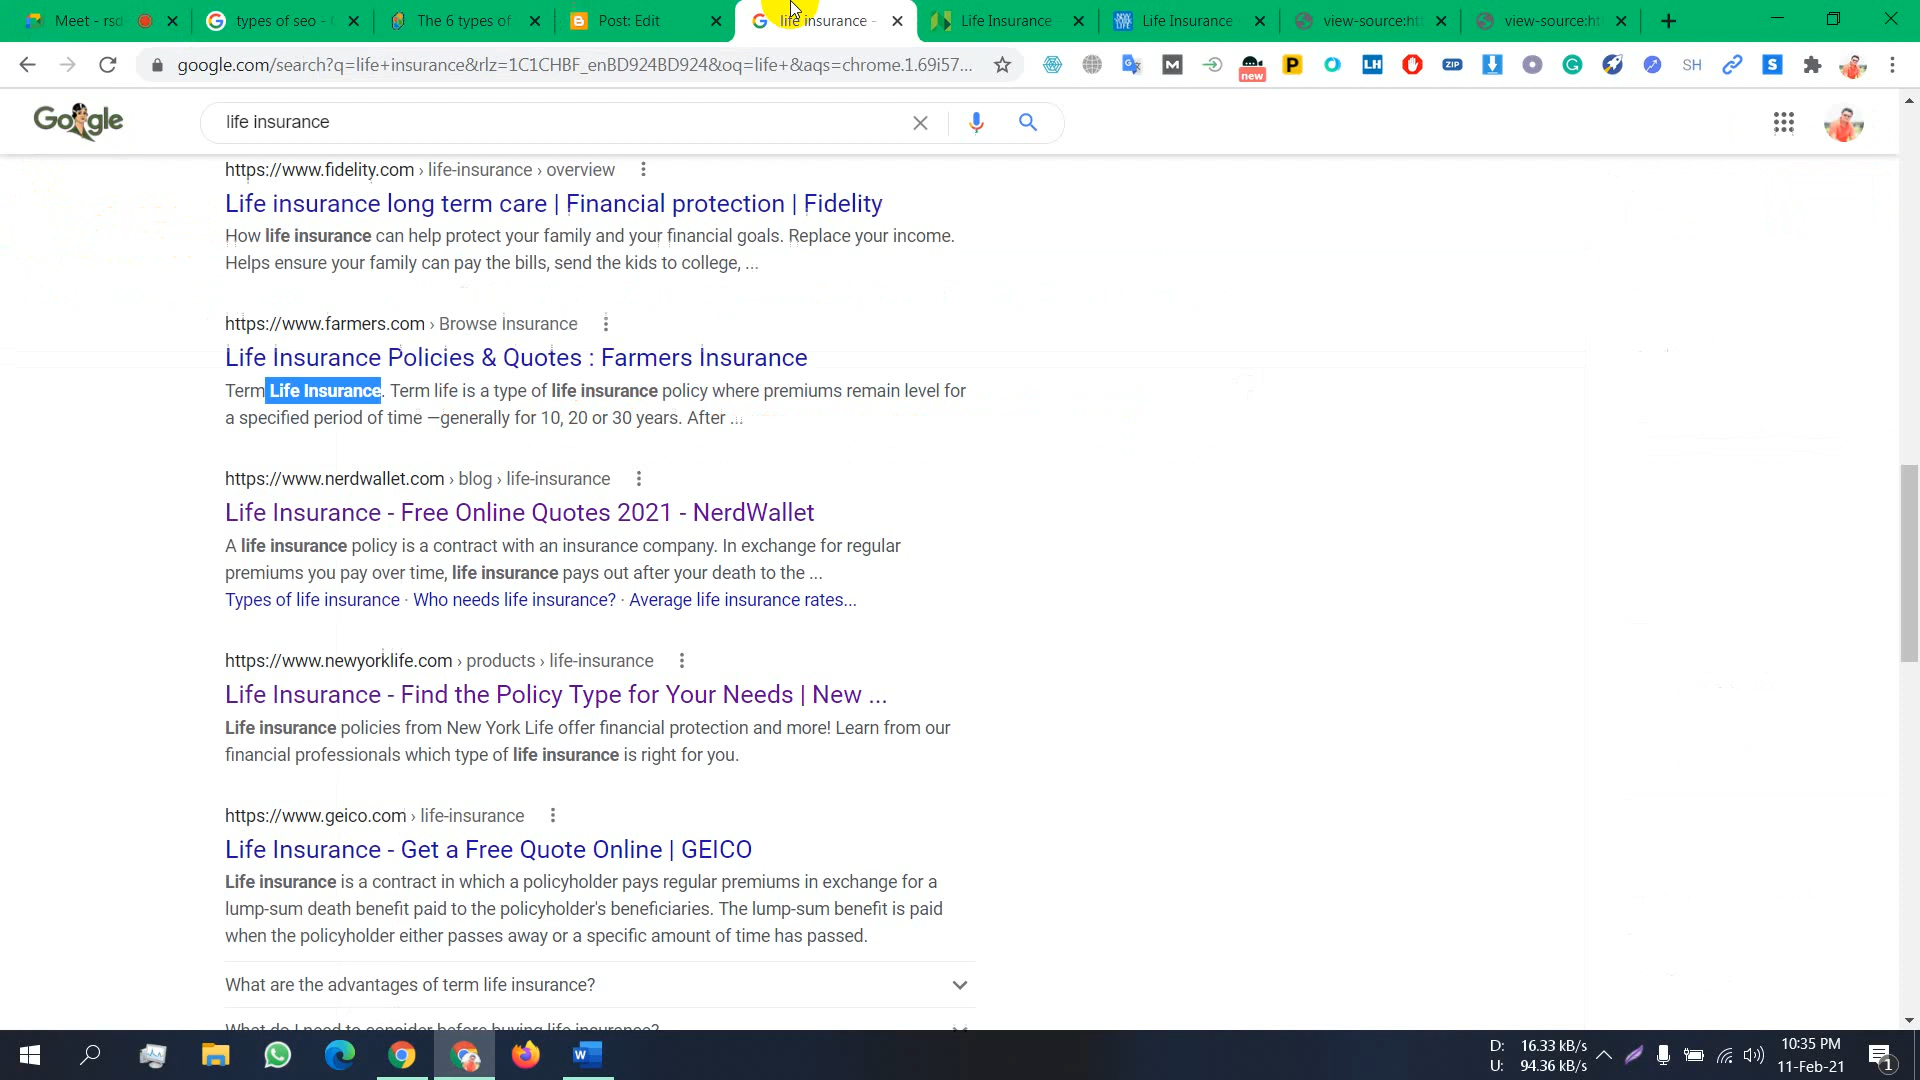 Meet - rsd
types of seo -
The 6 types of
Post: Edit
life insurance -
Life Insurance
Life Insurance
view-source:ht
view-source:ht
google.com/search?q=life+insurance&rlz=1C1CHBF_enBD924BD924&oq=life+&aqs=chrome.1.69i57...
new
LH
ZIP
SH
Google
life insurance
https://www.fidelity.com › life-insurance › overview
Life insurance long term care | Financial protection | Fidelity
How life insurance can help protect your family and your financial goals. Replace your income.
Helps ensure your family can pay the bills, send the kids to college, ...
https://www.farmers.com › Browse Insurance
Life Insurance Policies & Quotes : Farmers Insurance
Term Life Insurance. Term life is a type of life insurance policy where premiums remain level for
a specified period of time —generally for 10, 20 or 30 years. After ...
https://www.nerdwallet.com › blog › life-insurance
Life Insurance - Free Online Quotes 2021 - NerdWallet
A life insurance policy is a contract with an insurance company. In exchange for regular
premiums you pay over time, life insurance pays out after your death to the ...
Types of life insurance · Who needs life insurance? · Average life insurance rates...
https://www.newyorklife.com › products › life-insurance
Life Insurance - Find the Policy Type for Your Needs | New ...
Life insurance policies from New York Life offer financial protection and more! Learn from our
financial professionals which type of life insurance is right for you.
https://www.geico.com › life-insurance
Life Insurance - Get a Free Quote Online | GEICO
Life insurance is a contract in which a policyholder pays regular premiums in exchange for a
lump-sum death benefit paid to the policyholder's beneficiaries. The lump-sum benefit is paid
when the policyholder either passes away or a specific amount of time has passed.
What are the advantages of term life insurance?
What do I need to consider before buying life insurance?
D: 16.33 kB/s
U: 94.36 kB/s
10:35 PM
11-Feb-21
1